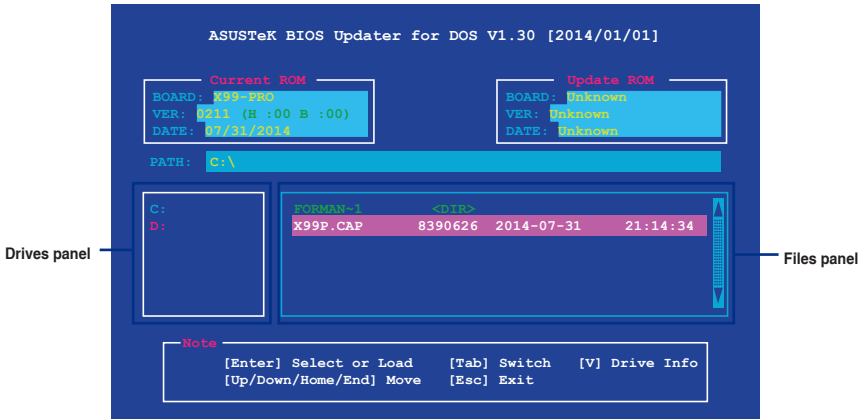 ASUSTeK BIOS Updater for DOS V1.30 [2014/01/01]
Current ROM
BOARD: X99-PRO
VER: 0211 (H :00 B :00)
DATE: 07/31/2014
Update ROM
BOARD: Unknown
VER: Unknown
DATE: Unknown
PATH: C:\
Drives panel
C:
D:
FORMAN~1 <DIR>
X99P.CAP 8390626 2014-07-31 21:14:34
Files panel
Note
[Enter] Select or Load [Tab] Switch [V] Drive Info
[Up/Down/Home/End] Move [Esc] Exit